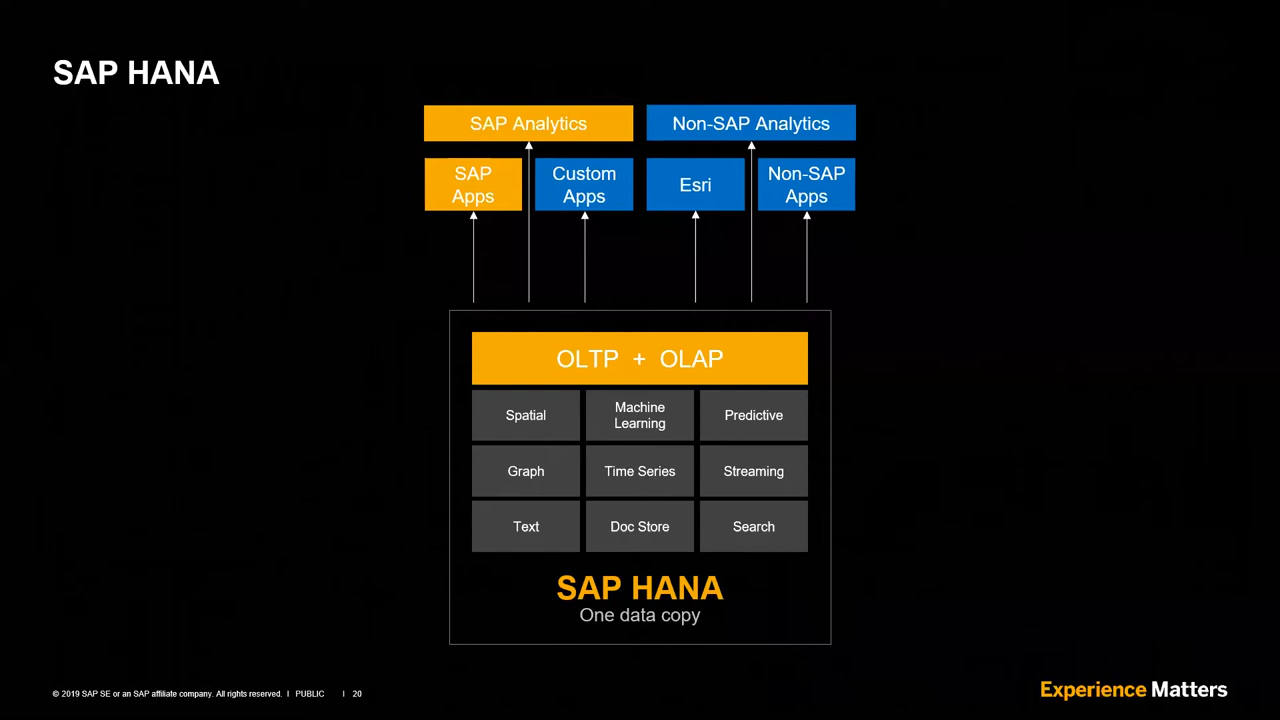 SAP HANA
SAP Analytics
Non-SAP Analytics
SAP
Apps
Custom
Apps
Esri
Non-SAP
Apps
OLTP + OLAP
Spatial
Machine
Learning
Predictive
Graph
Time Series
Streaming
Text
Doc Store
Search
SAP HANA
One data copy
© 2019 SAP SE or an SAP affiliate company. All rights reserved. I PUBLIC I 20
Experience Matters